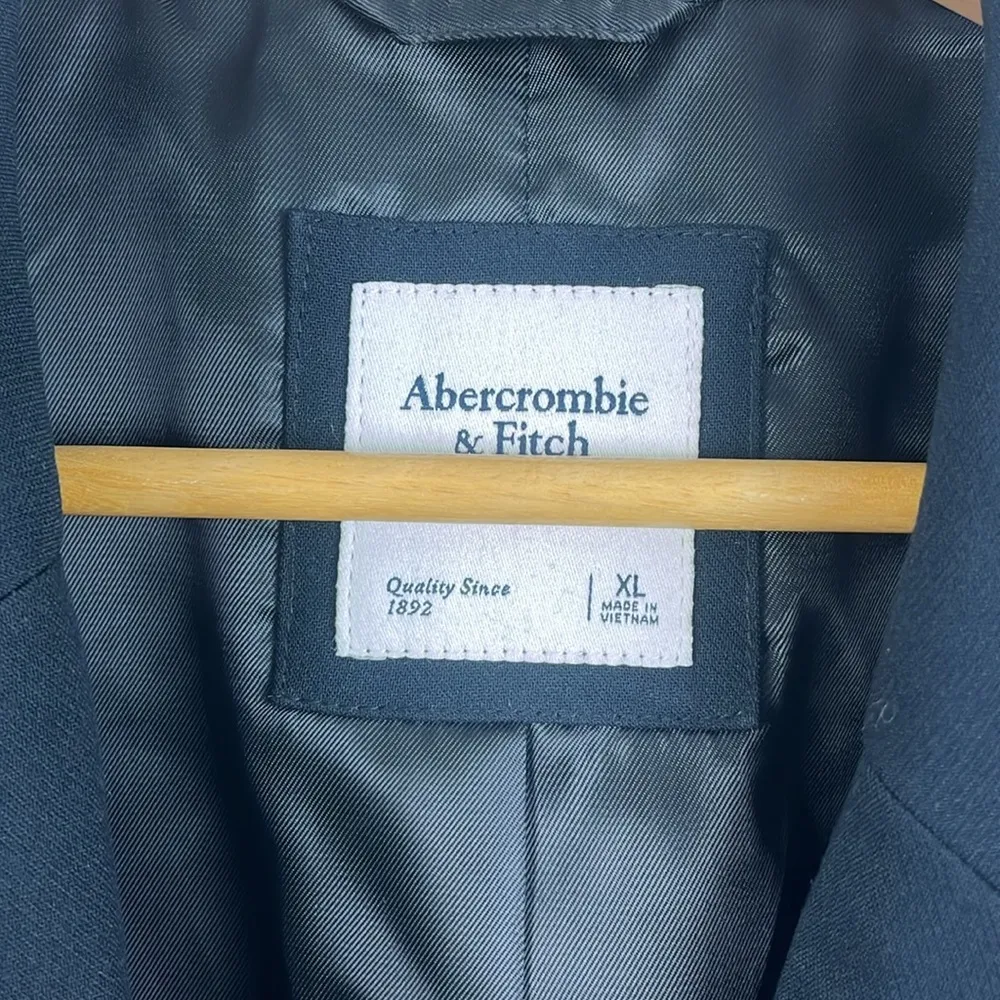 Abercrombie
& Fitch
Quality Since
1892
XL
MADE IN
VIETNAM